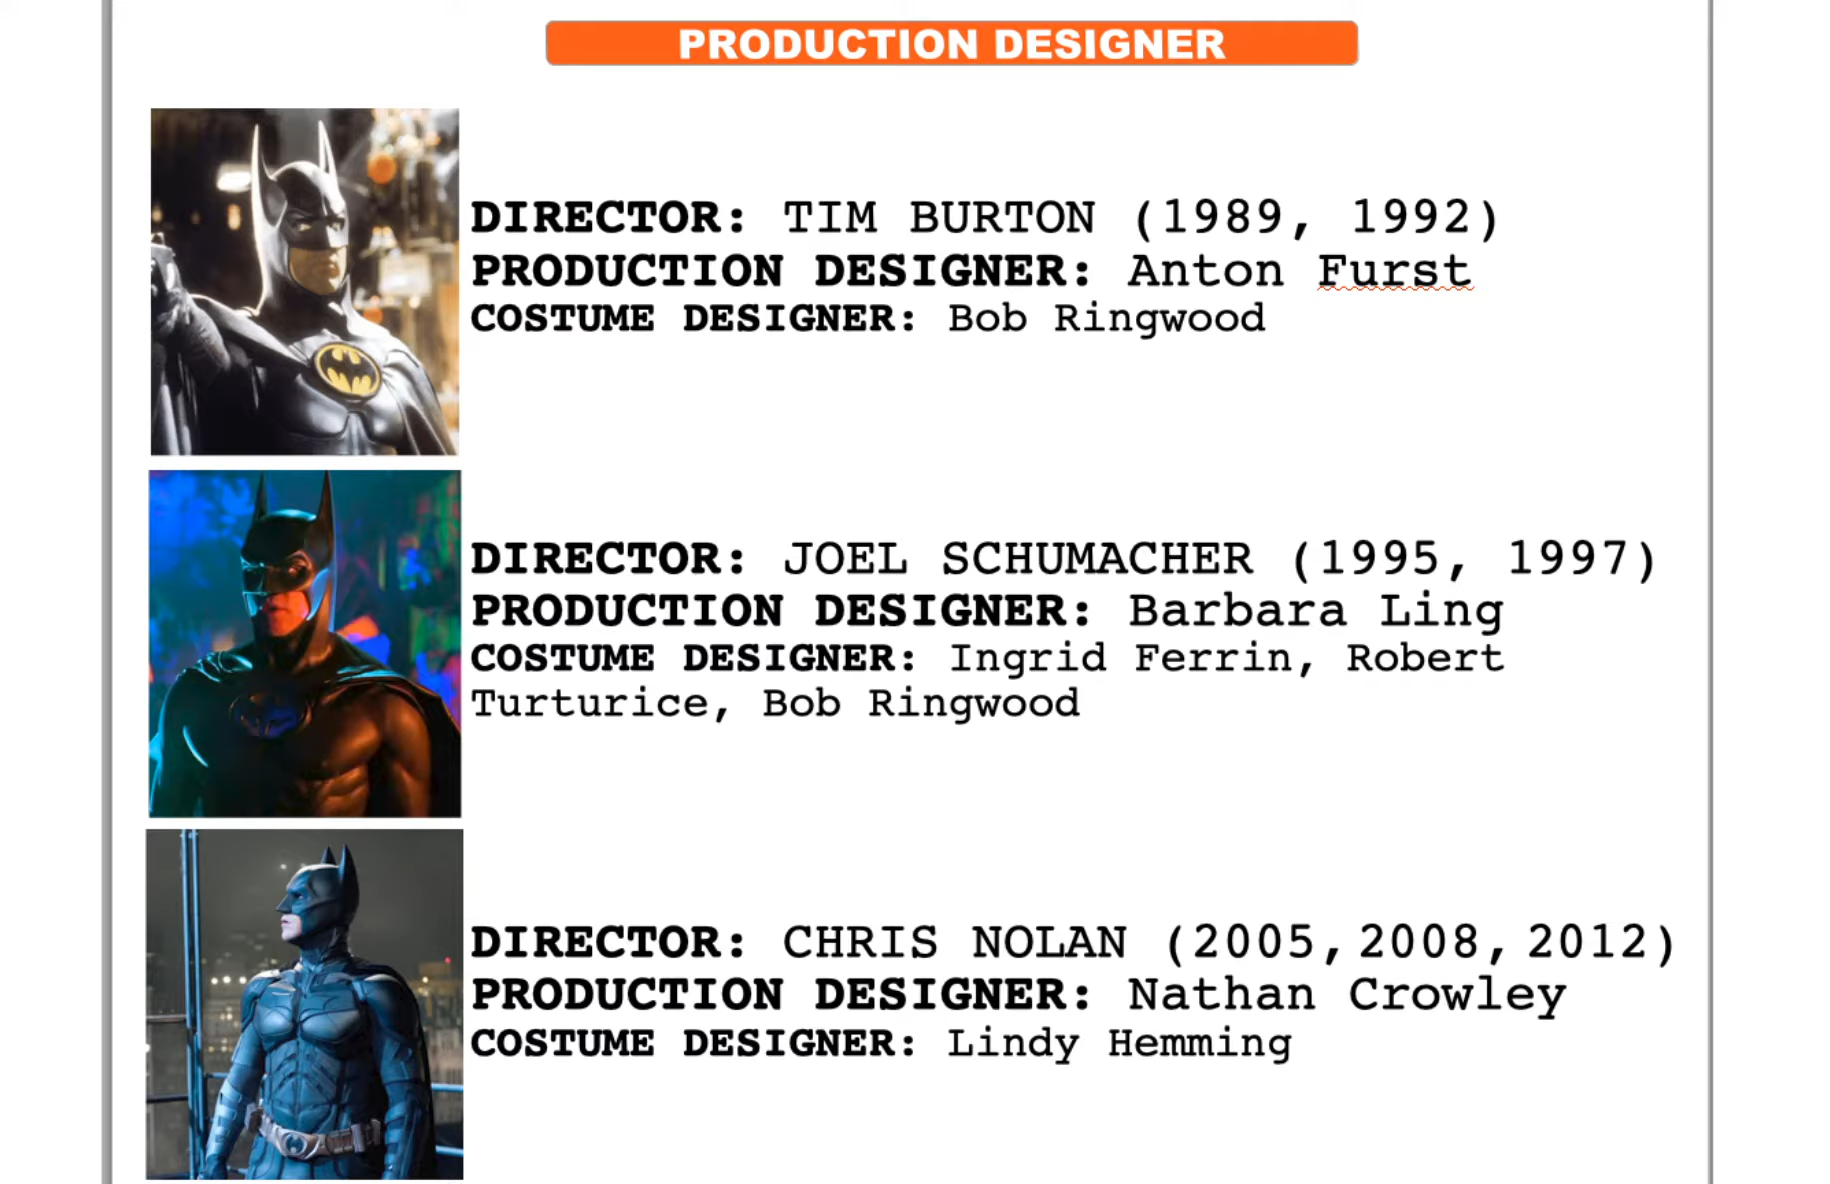 PRODUCTION DESIGNER
DIRECTOR: TIM BURTON (1989, 1992)
PRODUCTION DESIGNER: Anton Furst
COSTUME DESIGNER: Bob Ringwood
DIRECTOR: JOEL SCHUMACHER (1995, 1997)
PRODUCTION DESIGNER: Barbara Ling
COSTUME DESIGNER: Ingrid Ferrin, Robert
Turturice, Bob Ringwood
DIRECTOR: CHRIS NOLAN (2005,2008,2012)
PRODUCTION DESIGNER: Nathan Crowley
COSTUME DESIGNER: Lindy Hemming